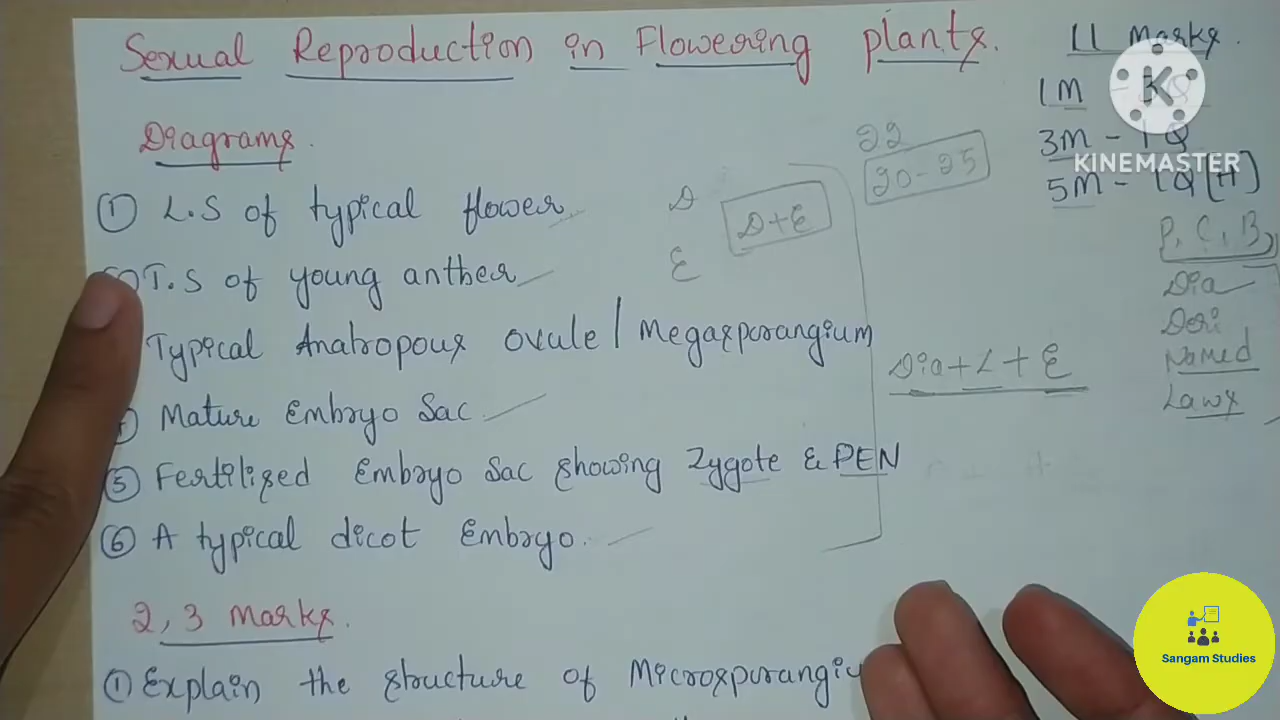 Sexual Reproduction in Flowering plants.
11 Marks.
1M -
3M - 1Q
5M - 1Q [H]
KINEMASTER
Diagrams.
22
20-25
① L.S of typical flower
D
E
D+E
P, C, B
Dia
Deri
Named
Laws
T.S of young anther
Typical Anatropous ovule / Megasporangium
Dia + L + E
Mature Embryo Sac
⑤ Fertilized Embryo Sac showing Zygote & PEN
⑥ A typical dicot Embryo.
2, 3 Marks.
① Explain the structure of Microsporangiu
Sangam Studies